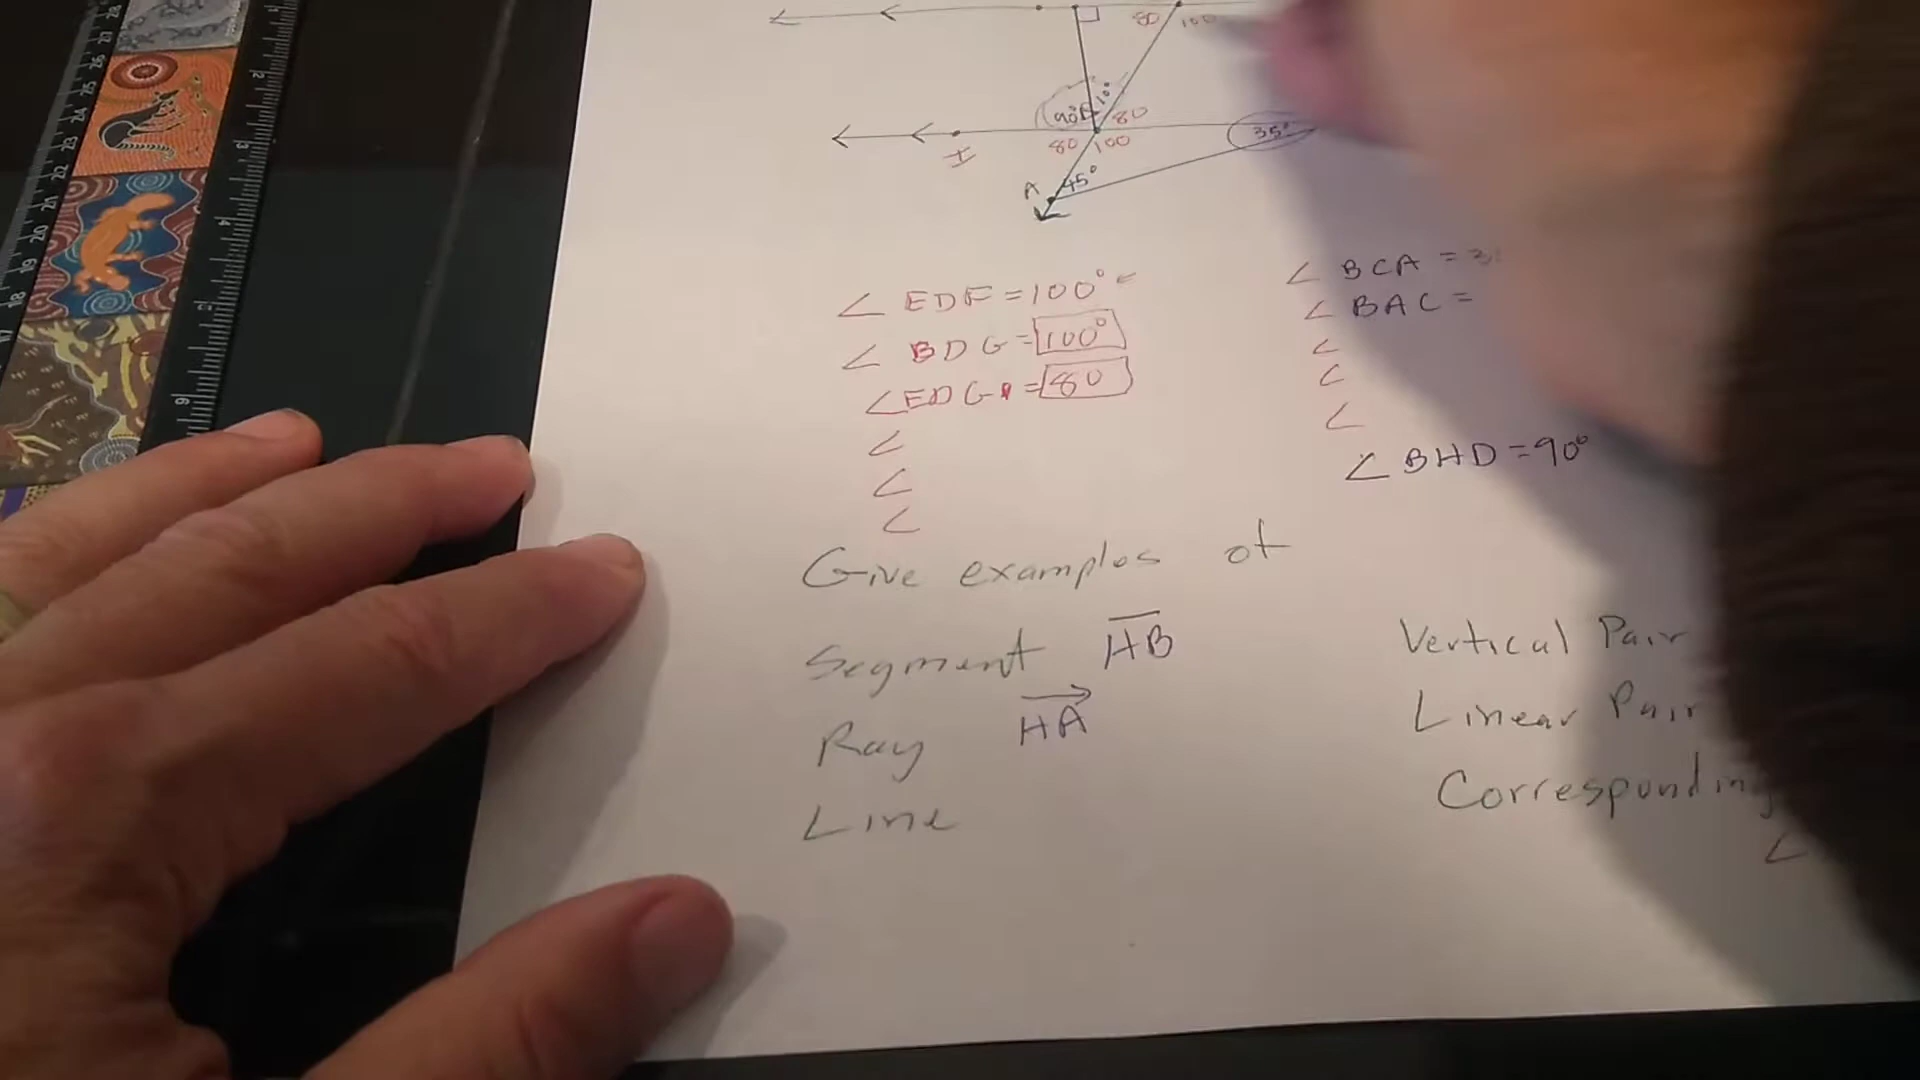 80 100
90° 10° 80
35°
80 100
I
A 45°
∠ EDF = 100°
∠ BDG = 100°
∠ EDG = 80
∠
∠
∠
∠ BCA =
∠ BAC =
∠
∠
∠
∠ BHD = 90°
Give examples of
Segment HB
Ray HA
Line
Vertical Pair
Linear Pair
Corresponding
∠